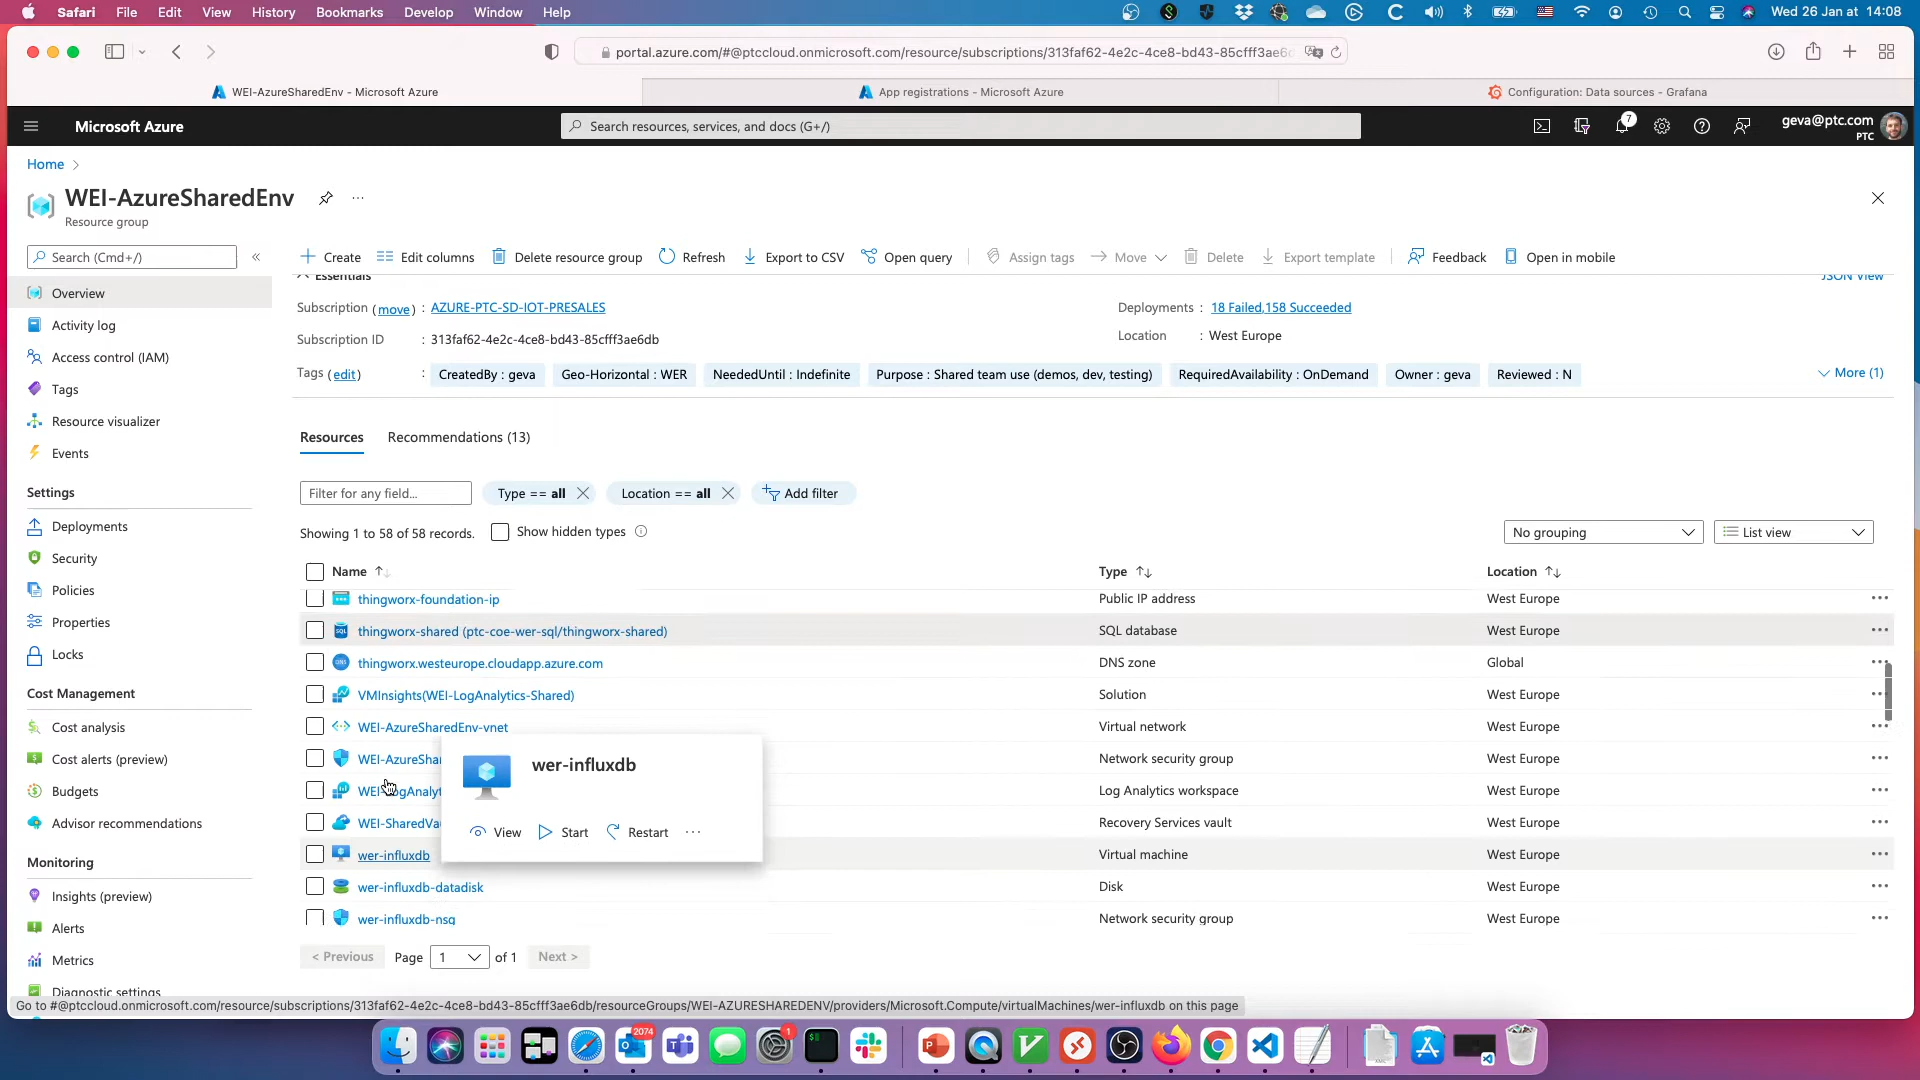 Safari File Edit View History Bookmarks Develop Window Help
Wed 26 Jan at 14:08
portal.azure.com/#@ptccloud.onmicrosoft.com/resource/subscriptions/313faf62-4e2c-4ce8-bd43-85cfff3ae6d
WEI-AzureSharedEnv - Microsoft Azure
App registrations - Microsoft Azure
Configuration: Data sources - Grafana
Microsoft Azure
Search resources, services, and docs (G+/)
7
geva@ptc.com
PTC
Home
WEI-AzureSharedEnv
Resource group
Search (Cmd+/)
Create
Edit columns
Delete resource group
Refresh
Export to CSV
Open query
Assign tags
Move
Delete
Export template
Feedback
Open in mobile
Essentials
JSON View
Subscription (move) : AZURE-PTC-SD-IOT-PRESALES
Deployments : 18 Failed,158 Succeeded
Subscription ID : 313faf62-4e2c-4ce8-bd43-85cfff3ae6db
Location : West Europe
Tags (edit) : CreatedBy : geva Geo-Horizontal : WER NeededUntil : Indefinite Purpose : Shared team use (demos, dev, testing) RequiredAvailability : OnDemand Owner : geva Reviewed : N More (1)
Overview
Activity log
Access control (IAM)
Tags
Resource visualizer
Events
Settings
Deployments
Security
Policies
Properties
Locks
Cost Management
Cost analysis
Cost alerts (preview)
Budgets
Advisor recommendations
Monitoring
Insights (preview)
Alerts
Metrics
Diagnostic settings
Resources
Recommendations (13)
Filter for any field...
Type == all
Location == all
Add filter
Showing 1 to 58 of 58 records.
Show hidden types
No grouping
List view
Name Type Location
thingworx-foundation-ip Public IP address West Europe
thingworx-shared (ptc-coe-wer-sql/thingworx-shared) SQL database West Europe
thingworx.westeurope.cloudapp.azure.com DNS zone Global
VMInsights(WEI-LogAnalytics-Shared) Solution West Europe
WEI-AzureSharedEnv-vnet Virtual network West Europe
WEI-AzureShar Network security group West Europe
WEI-LogAnalyt Log Analytics workspace West Europe
WEI-SharedVa Recovery Services vault West Europe
wer-influxdb Virtual machine West Europe
wer-influxdb-datadisk Disk West Europe
wer-influxdb-nsg Network security group West Europe
wer-influxdb
View
Start
Restart
< Previous Page 1 of 1 Next >
Go to #@ptccloud.onmicrosoft.com/resource/subscriptions/313faf62-4e2c-4ce8-bd43-85cfff3ae6db/resourceGroups/WEI-AZURESHAREDENV/providers/Microsoft.Compute/virtualMachines/wer-influxdb on this page
2074
1